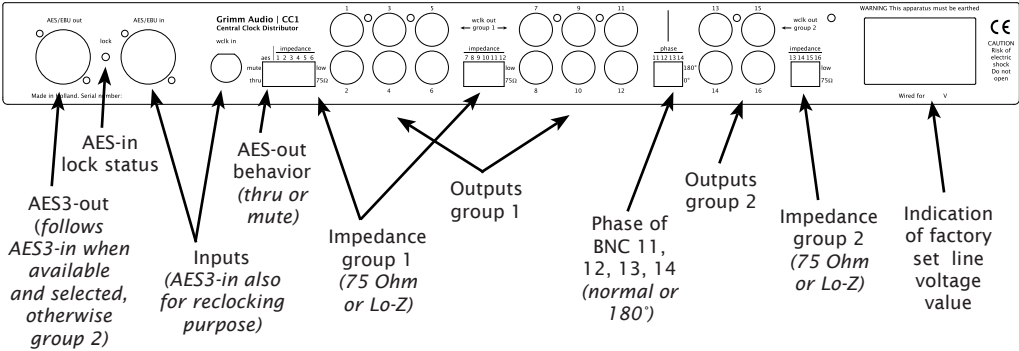 AES/EBU out
lock
AES/EBU in
Grimm Audio | CC1
Central Clock Distributor
wclk in
impedance
aes 1 2 3 4 5 6
mute
thru
low
75Ω
Made in Holland. Serial number:
1 3 5
2 4 6
wclk out
group 1
impedance
7 8 9 10 11 12
low
75Ω
7 9 11
8 10 12
phase
11 12 13 14
180°
0°
13 15
14 16
wclk out
group 2
impedance
13 14 15 16
low
75Ω
WARNING This apparatus must be earthed
Wired for V
CE
CAUTION
Risk of
electric
shock
Do not
open
AES3-out
(follows
AES3-in when
available
and selected,
otherwise
group 2)
AES-in
lock status
Inputs
(AES3-in also
for reclocking
purpose)
AES-out
behavior
(thru or
mute)
Impedance
group 1
(75 Ohm
or Lo-Z)
Outputs
group 1
Phase of
BNC 11,
12, 13, 14
(normal or
180°)
Outputs
group 2
Impedance
group 2
(75 Ohm
or Lo-Z)
Indication
of factory
set line
voltage
value